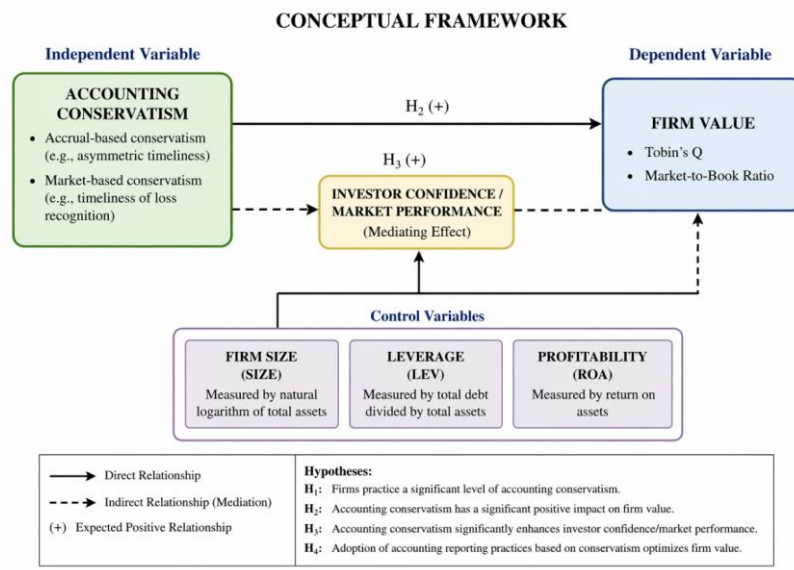 CONCEPTUAL FRAMEWORK
Independent Variable
ACCOUNTING
CONSERVATISM
• Accrual-based conservatism
(e.g., asymmetric timeliness)
• Market-based conservatism
(e.g., timeliness of loss
recognition)
H₂ (+)
H₃ (+)
INVESTOR CONFIDENCE /
MARKET PERFORMANCE
(Mediating Effect)
Dependent Variable
FIRM VALUE
• Tobin's Q
• Market-to-Book Ratio
Control Variables
FIRM SIZE
(SIZE)
Measured by natural
logarithm of total assets
LEVERAGE
(LEV)
Measured by total debt
divided by total assets
PROFITABILITY
(ROA)
Measured by return on
assets
Direct Relationship
Indirect Relationship (Mediation)
(+) Expected Positive Relationship
Hypotheses:
H₁: Firms practice a significant level of accounting conservatism.
H₂: Accounting conservatism has a significant positive impact on firm value.
H₃: Accounting conservatism significantly enhances investor confidence/market performance.
H₄: Adoption of accounting reporting practices based on conservatism optimizes firm value.